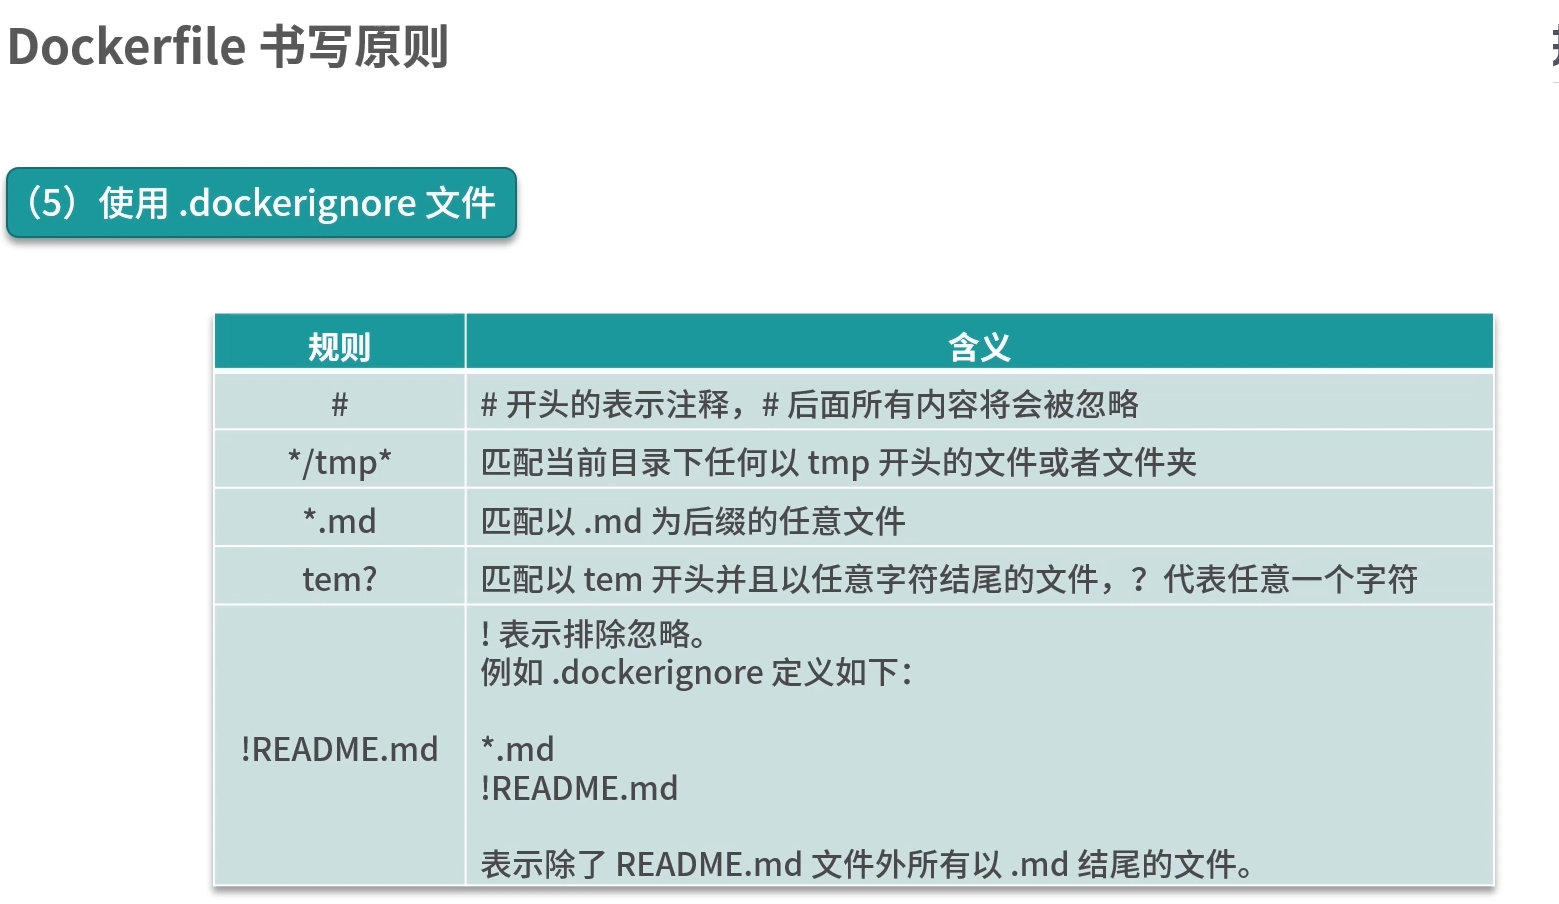 Dockerfile 书写原则
（5）使用 .dockerignore 文件
规则
含义
#
# 开头的表示注释，# 后面所有内容将会被忽略
*/tmp*
匹配当前目录下任何以 tmp 开头的文件或者文件夹
*.md
匹配以 .md 为后缀的任意文件
tem?
匹配以 tem 开头并且以任意字符结尾的文件，？代表任意一个字符
!README.md
! 表示排除忽略。
例如 .dockerignore 定义如下：
*.md
!README.md
表示除了 README.md 文件外所有以 .md 结尾的文件。